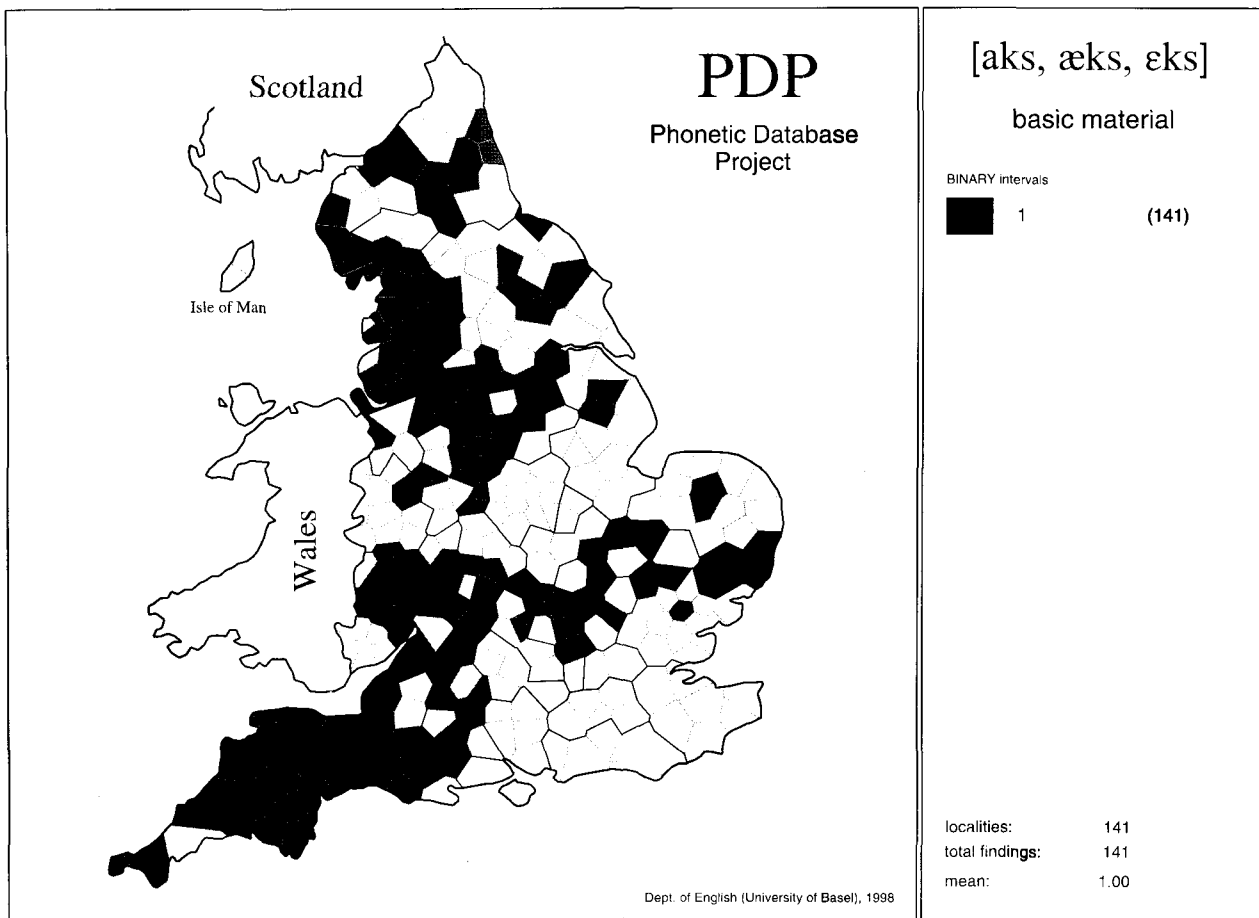 Scotland
PDP
Phonetic Database
Project
Isle of Man
Wales
Dept. of English (University of Basel), 1998
[aks, æks, ɛks]
basic material
BINARY intervals
1 (141)
localities: 141
total findings: 141
mean: 1.00